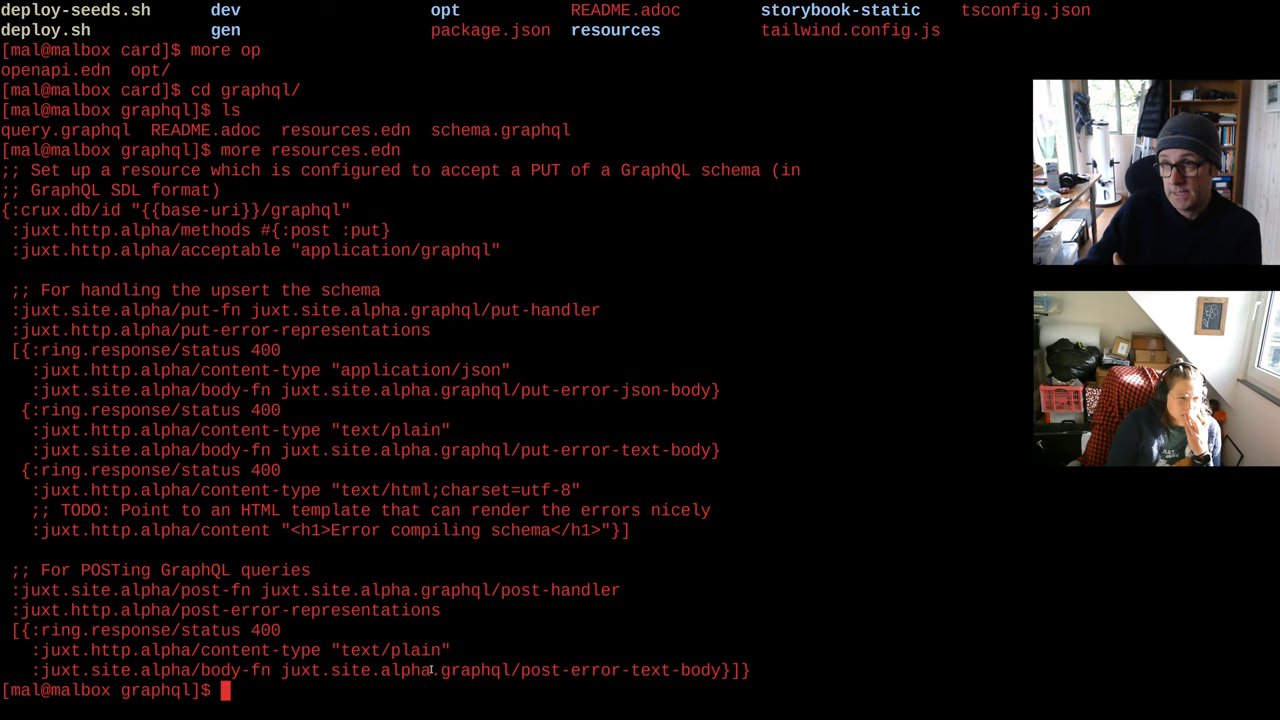 deploy-seeds.sh dev opt README.adoc storybook-static tsconfig.json
deploy.sh gen package.json resources tailwind.config.js
[mal@malbox card]$ more op
openapi.edn opt/
[mal@malbox card]$ cd graphql/
[mal@malbox graphql]$ ls
query.graphql README.adoc resources.edn schema.graphql
[mal@malbox graphql]$ more resources.edn
;; Set up a resource which is configured to accept a PUT of a GraphQL schema (in
;; GraphQL SDL format)
{:crux.db/id "{{base-uri}}/graphql"
:juxt.http.alpha/methods #{:post :put}
:juxt.http.alpha/acceptable "application/graphql"
;; For handling the upsert the schema
:juxt.site.alpha/put-fn juxt.site.alpha.graphql/put-handler
:juxt.http.alpha/put-error-representations
[{:ring.response/status 400
:juxt.http.alpha/content-type "application/json"
:juxt.site.alpha/body-fn juxt.site.alpha.graphql/put-error-json-body}
{:ring.response/status 400
:juxt.http.alpha/content-type "text/plain"
:juxt.site.alpha/body-fn juxt.site.alpha.graphql/put-error-text-body}
{:ring.response/status 400
:juxt.http.alpha/content-type "text/html;charset=utf-8"
;; TODO: Point to an HTML template that can render the errors nicely
:juxt.http.alpha/content "<h1>Error compiling schema</h1>"}]
;; For POSTing GraphQL queries
:juxt.site.alpha/post-fn juxt.site.alpha.graphql/post-handler
:juxt.http.alpha/post-error-representations
[{:ring.response/status 400
:juxt.http.alpha/content-type "text/plain"
:juxt.site.alpha/body-fn juxt.site.alpha.graphql/post-error-text-body}]}
[mal@malbox graphql]$